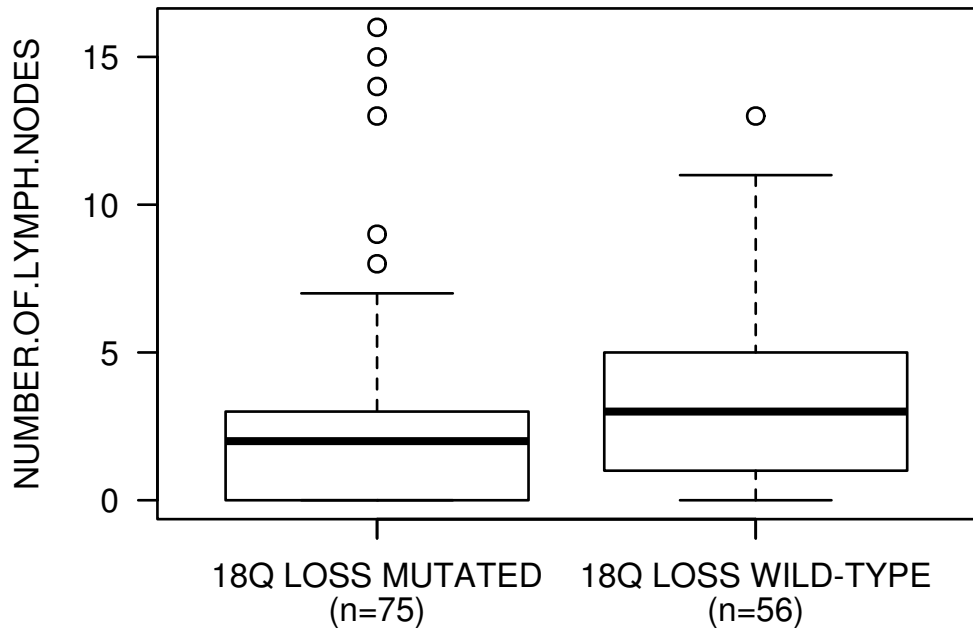 NUMBER.OF.LYMPH.NODES
15
10
5
0
18Q LOSS MUTATED
(n=75)
18Q LOSS WILD-TYPE
(n=56)